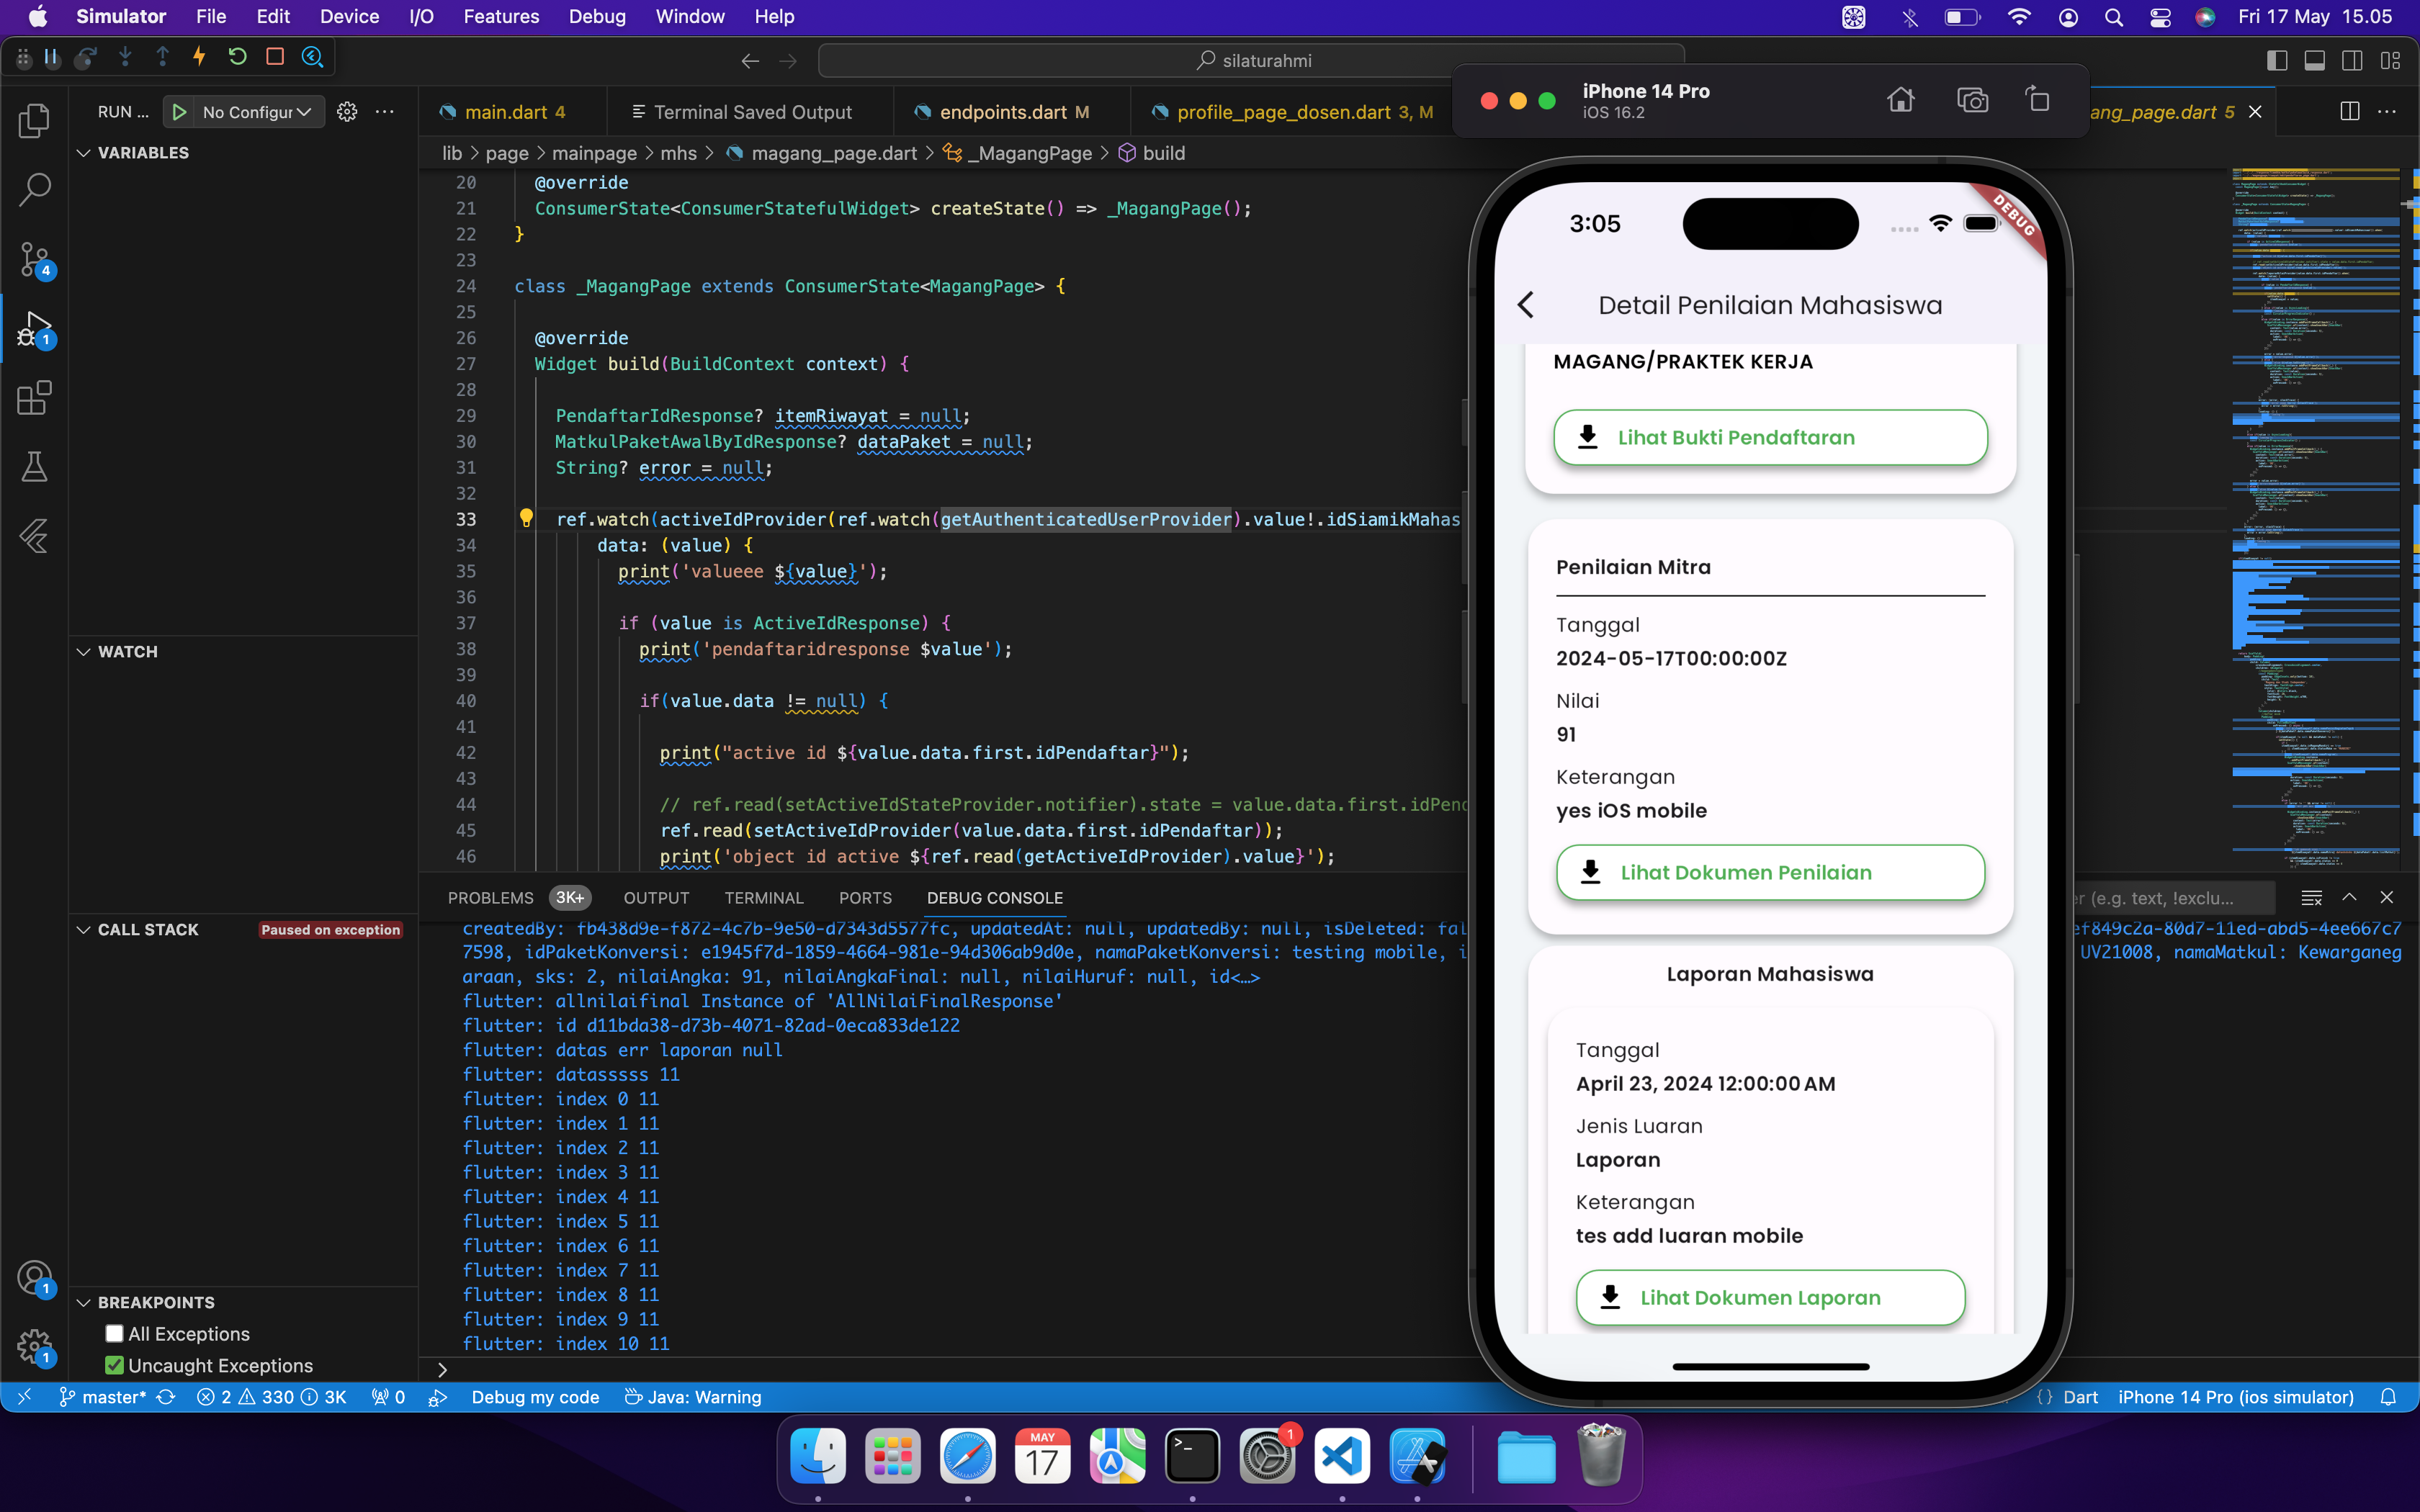 Simulator File Edit Device I/O Features Debug Window Help
Fri 17 May 15.05
silaturahmi
RUN ... No Configur
main.dart 4
Terminal Saved Output
endpoints.dart M
profile_page_dosen.dart 3, M
ang_page.dart 5
lib > page > mainpage > mhs > magang_page.dart > _MagangPage > build
VARIABLES
WATCH
CALL STACK
Paused on exception
BREAKPOINTS
All Exceptions
Uncaught Exceptions
4
1
1
1
20 @override
21 ConsumerState<ConsumerStatefulWidget> createState() => _MagangPage();
22 }
23
24 class _MagangPage extends ConsumerState<MagangPage> {
25
26 @override
27 Widget build(BuildContext context) {
28
29 PendaftarIdResponse? itemRiwayat = null;
30 MatkulPaketAwalByIdResponse? dataPaket = null;
31 String? error = null;
32
33 ref.watch(activeIdProvider(ref.watch(getAuthenticatedUserProvider).value!.idSiamikMahas
34 data: (value) {
35 print('valueee ${value}');
36
37 if (value is ActiveIdResponse) {
38 print('pendaftaridresponse $value');
39
40 if(value.data != null) {
41
42 print("active id ${value.data.first.idPendaftar}");
43
44 // ref.read(setActiveIdStateProvider.notifier).state = value.data.first.idPend
45 ref.read(setActiveIdProvider(value.data.first.idPendaftar));
46 print('object id active ${ref.read(getActiveIdProvider).value}');
PROBLEMS 3K+ OUTPUT TERMINAL PORTS DEBUG CONSOLE
r (e.g. text, !exclu...
createdBy: fb438d9e-f872-4c7b-9e50-d7343d5577fc, updatedAt: null, updatedBy: null, isDeleted: fal
ef849c2a-80d7-11ed-abd5-4ee667c7
7598, idPaketKonversi: e1945f7d-1859-4664-981e-94d306ab9d0e, namaPaketKonversi: testing mobile, i
UV21008, namaMatkul: Kewarganeg
araan, sks: 2, nilaiAngka: 91, nilaiAngkaFinal: null, nilaiHuruf: null, id<…>
flutter: allnilaifinal Instance of 'AllNilaiFinalResponse'
flutter: id d11bda38-d73b-4071-82ad-0eca833de122
flutter: datas err laporan null
flutter: datasssss 11
flutter: index 0 11
flutter: index 1 11
flutter: index 2 11
flutter: index 3 11
flutter: index 4 11
flutter: index 5 11
flutter: index 6 11
flutter: index 7 11
flutter: index 8 11
flutter: index 9 11
flutter: index 10 11
master* 2 330 3K 0 Debug my code Java: Warning
Dart iPhone 14 Pro (ios simulator)
iPhone 14 Pro
iOS 16.2
3:05
DEBUG
Detail Penilaian Mahasiswa
MAGANG/PRAKTEK KERJA
Lihat Bukti Pendaftaran
Penilaian Mitra
Tanggal
2024-05-17T00:00:00Z
Nilai
91
Keterangan
yes iOS mobile
Lihat Dokumen Penilaian
Laporan Mahasiswa
Tanggal
April 23, 2024 12:00:00 AM
Jenis Luaran
Laporan
Keterangan
tes add luaran mobile
Lihat Dokumen Laporan
MAY
17
1